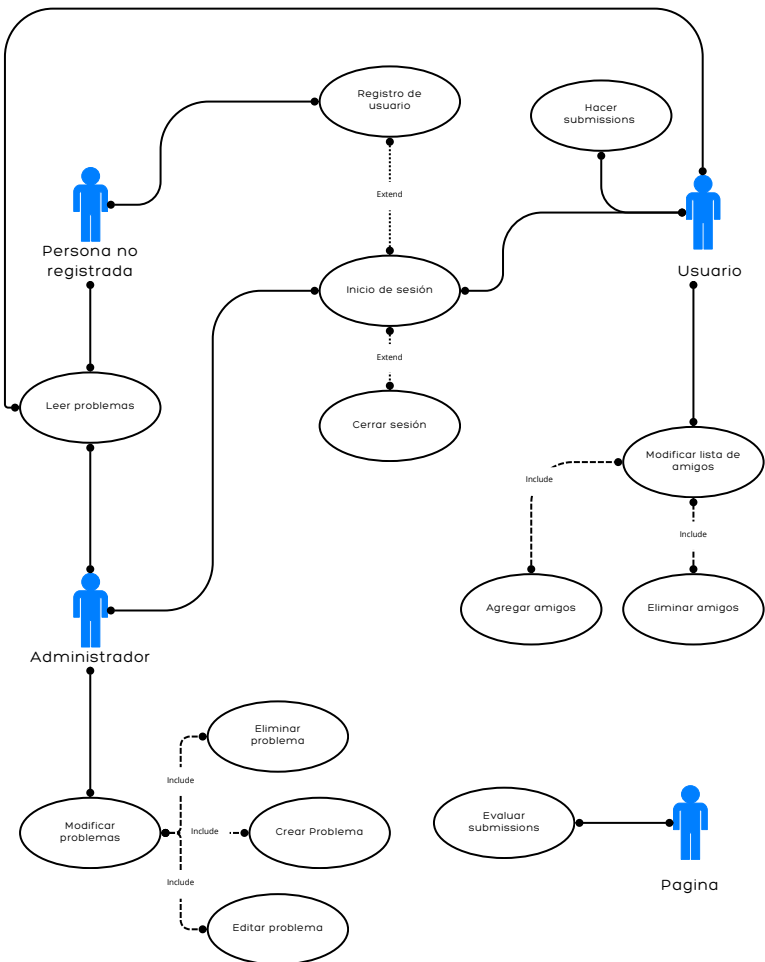 Registro de
usuario
Hacer
submissions
Extend
Persona no
registrada
Usuario
Inicio de sesión
Extend
Leer problemas
Cerrar sesión
Modificar lista de
amigos
Include
Include
Agregar amigos
Eliminar amigos
Administrador
Eliminar
problema
Include
Modificar
problemas
Include
Crear Problema
Evaluar
submissions
Include
Pagina
Editar problema